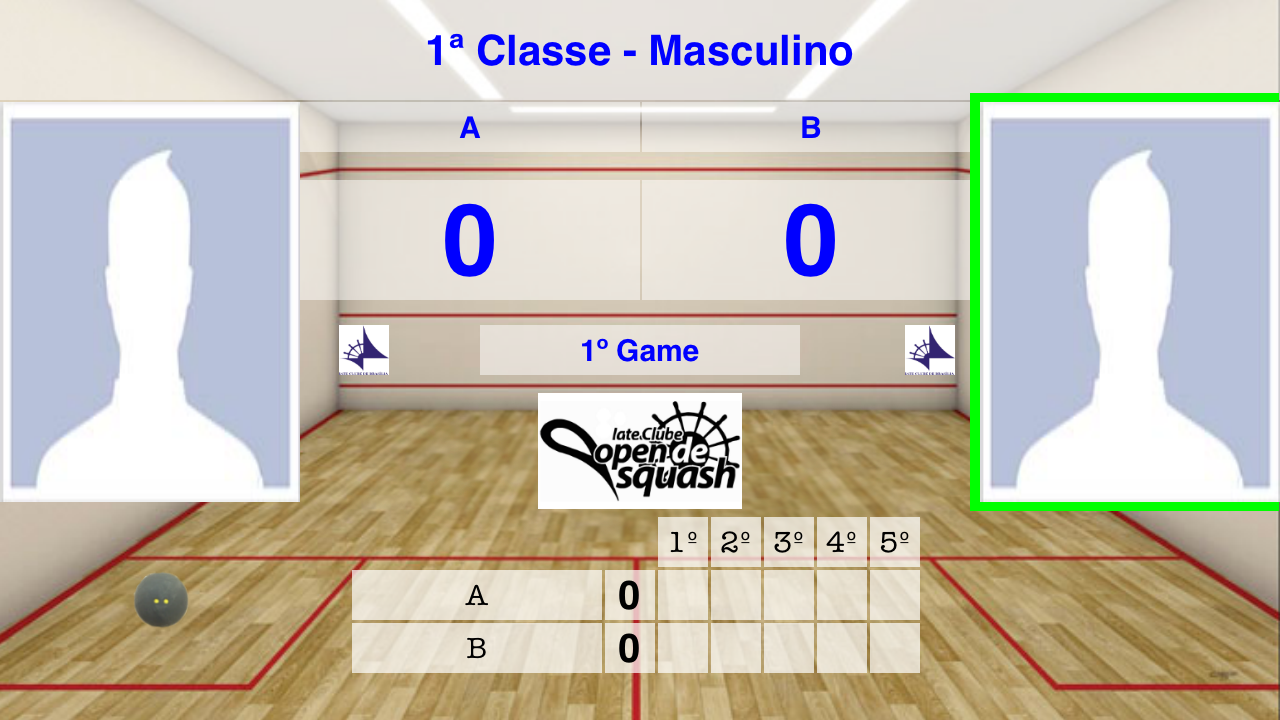 1ª Classe - Masculino
A B
0 0
1º Game
Iate Clube
open de
squash
1º 2º 3º 4º 5º
A 0
B 0